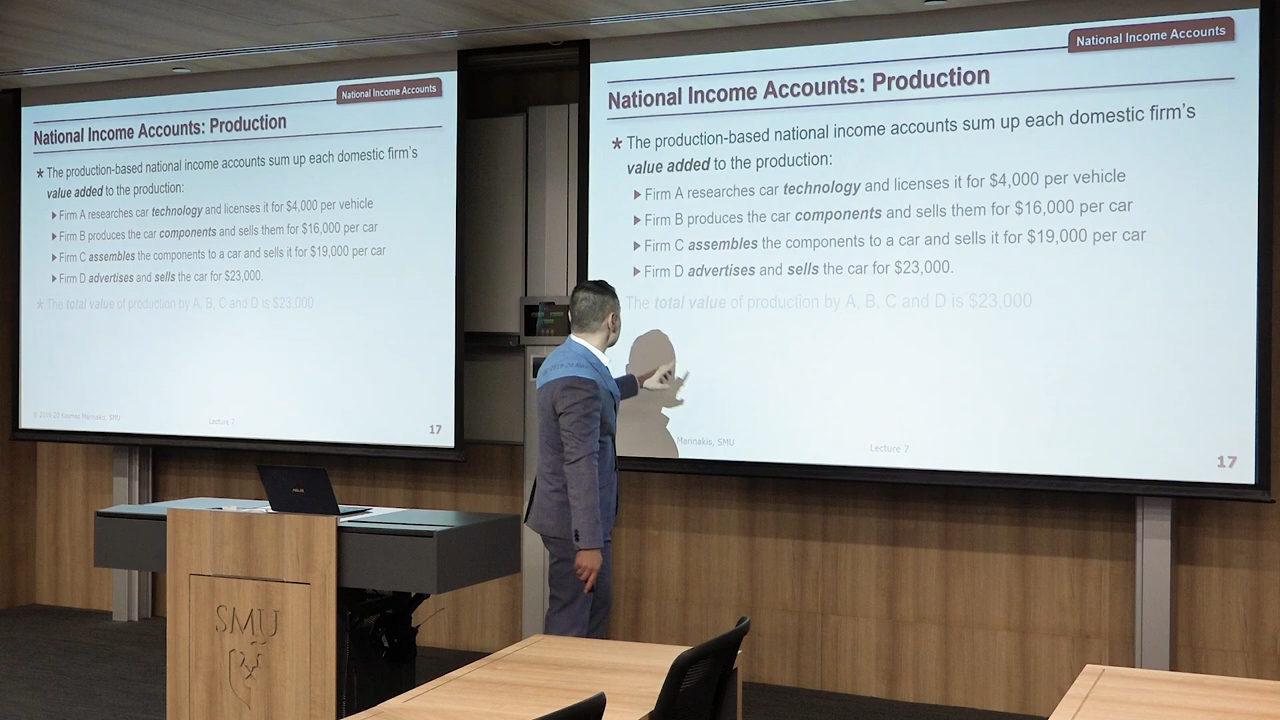 National Income Accounts
National Income Accounts: Production
* The production-based national income accounts sum up each domestic firm's
value added to the production:
Firm A researches car technology and licenses it for $4,000 per vehicle
Firm B produces the car components and sells them for $16,000 per car
Firm C assembles the components to a car and sells it for $19,000 per car
Firm D advertises and sells the car for $23,000.
* The total value of production by A, B, C and D is $23,000
© 2019-20 Kosmas Marinakis, SMU
Lecture 7
17
National Income Accounts
National Income Accounts: Production
* The production-based national income accounts sum up each domestic firm's
value added to the production:
Firm A researches car technology and licenses it for $4,000 per vehicle
Firm B produces the car components and sells them for $16,000 per car
Firm C assembles the components to a car and sells it for $19,000 per car
Firm D advertises and sells the car for $23,000.
The total value of production by A, B, C and D is $23,000
Marinakis, SMU
Lecture 7
17
ASUS
SMU